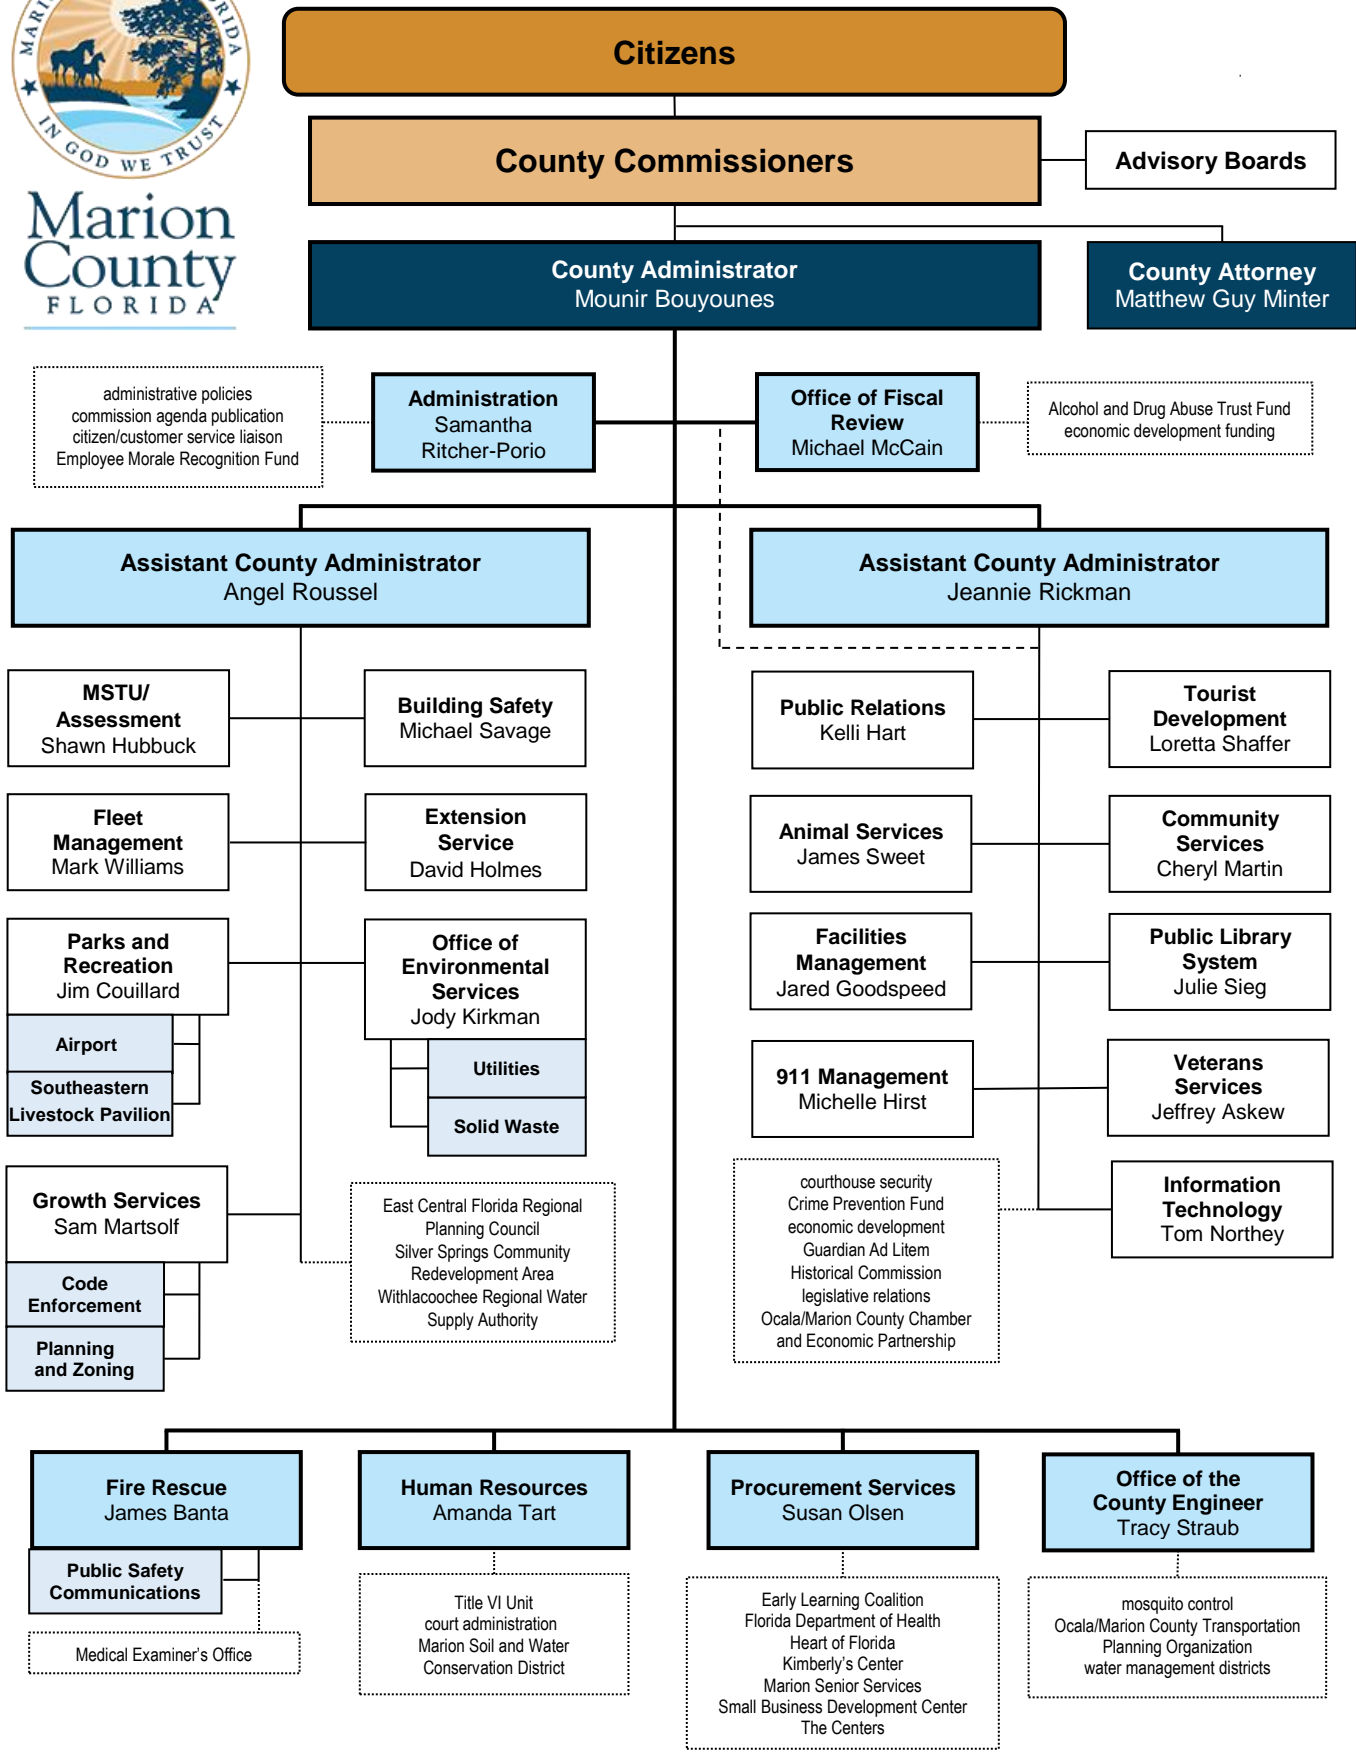 IN GOD WE TRUST
Marion
County
FLORIDA
Citizens
County Commissioners
Advisory Boards
County Administrator
Mounir Bouyounes
County Attorney
Matthew Guy Minter
administrative policies
commission agenda publication
citizen/customer service liaison
Employee Morale Recognition Fund
Administration
Samantha
Ritcher-Porio
Office of Fiscal
Review
Michael McCain
Alcohol and Drug Abuse Trust Fund
economic development funding
Assistant County Administrator
Angel Roussel
Assistant County Administrator
Jeannie Rickman
MSTU/
Assessment
Shawn Hubbuck
Building Safety
Michael Savage
Public Relations
Kelli Hart
Tourist
Development
Loretta Shaffer
Fleet
Management
Mark Williams
Extension
Service
David Holmes
Animal Services
James Sweet
Community
Services
Cheryl Martin
Parks and
Recreation
Jim Couillard
Airport
Southeastern
Livestock Pavilion
Office of
Environmental
Services
Jody Kirkman
Utilities
Solid Waste
Facilities
Management
Jared Goodspeed
Public Library
System
Julie Sieg
911 Management
Michelle Hirst
Veterans
Services
Jeffrey Askew
Growth Services
Sam Martsolf
Code
Enforcement
Planning
and Zoning
East Central Florida Regional
Planning Council
Silver Springs Community
Redevelopment Area
Withlacoochee Regional Water
Supply Authority
courthouse security
Crime Prevention Fund
economic development
Guardian Ad Litem
Historical Commission
legislative relations
Ocala/Marion County Chamber
and Economic Partnership
Information
Technology
Tom Northey
Fire Rescue
James Banta
Public Safety
Communications
Medical Examiner's Office
Human Resources
Amanda Tart
Title VI Unit
court administration
Marion Soil and Water
Conservation District
Procurement Services
Susan Olsen
Early Learning Coalition
Florida Department of Health
Heart of Florida
Kimberly's Center
Marion Senior Services
Small Business Development Center
The Centers
Office of the
County Engineer
Tracy Straub
mosquito control
Ocala/Marion County Transportation
Planning Organization
water management districts